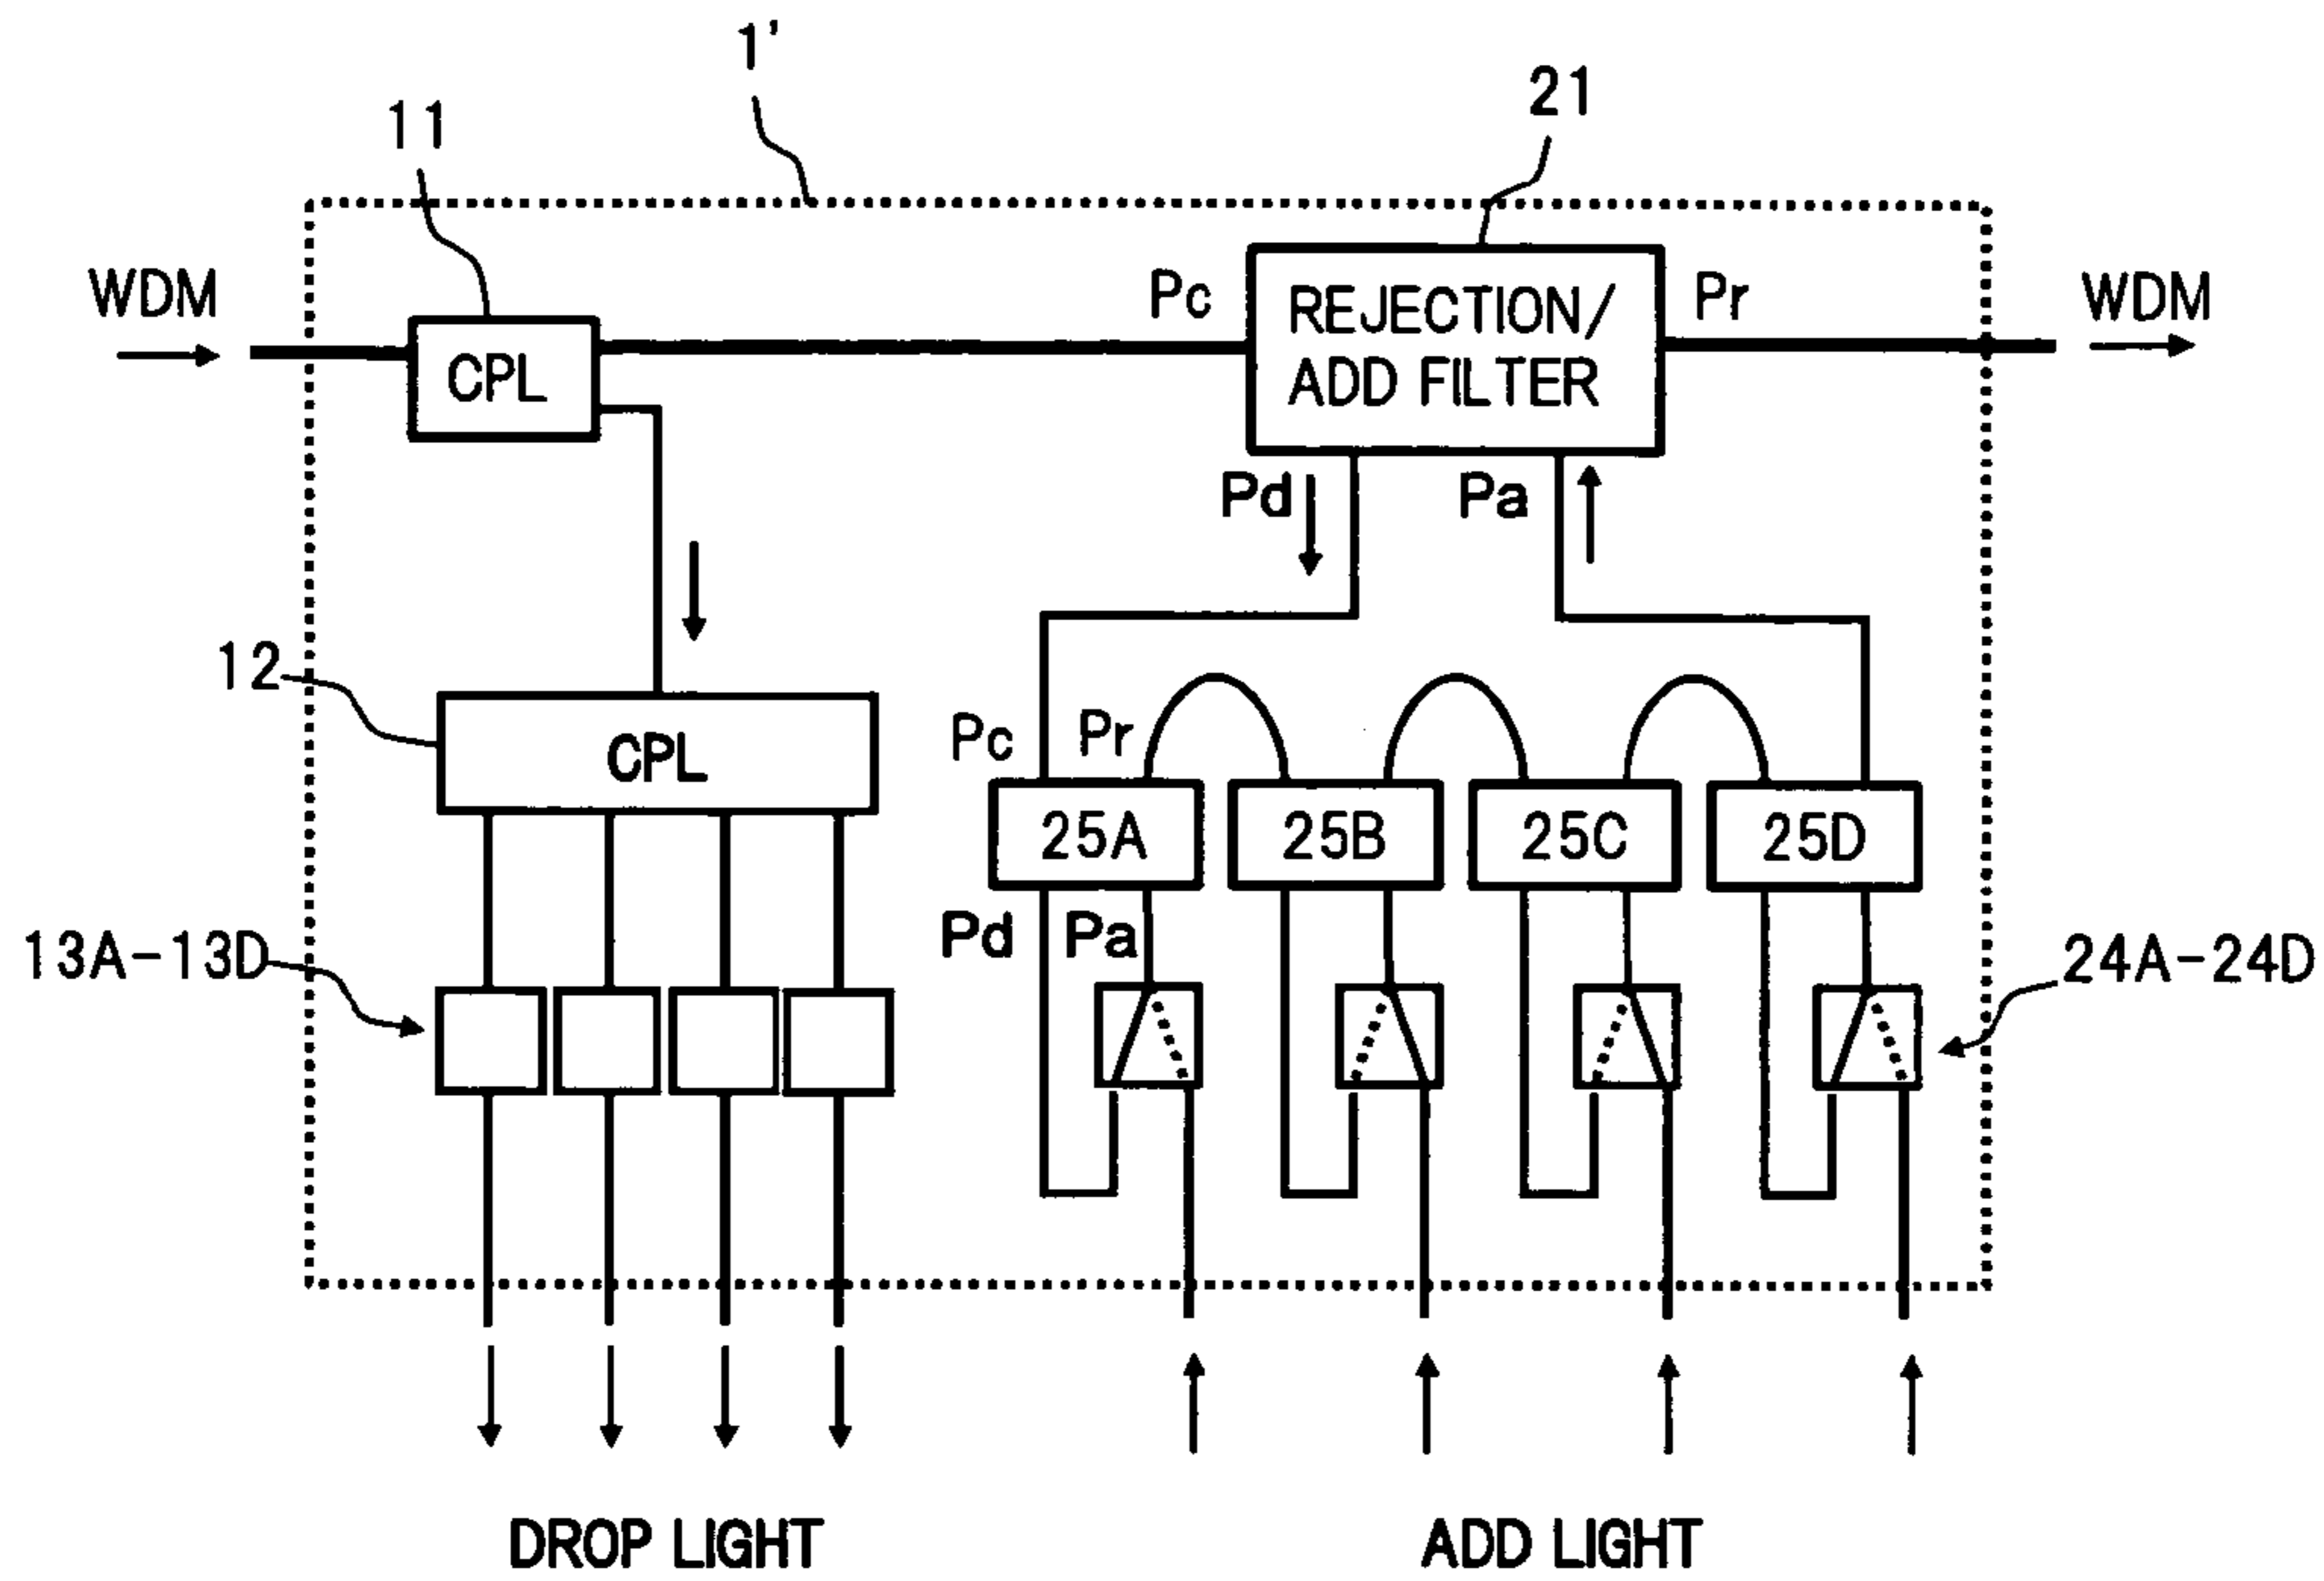 1'
11
21
WDM
Pc
REJECTION/
ADD FILTER
Pr
WDM
CPL
Pd
Pa
12
CPL
Pc
Pr
25A
25B
25C
25D
Pd
Pa
13A-13D
24A-24D
DROP LIGHT
ADD LIGHT